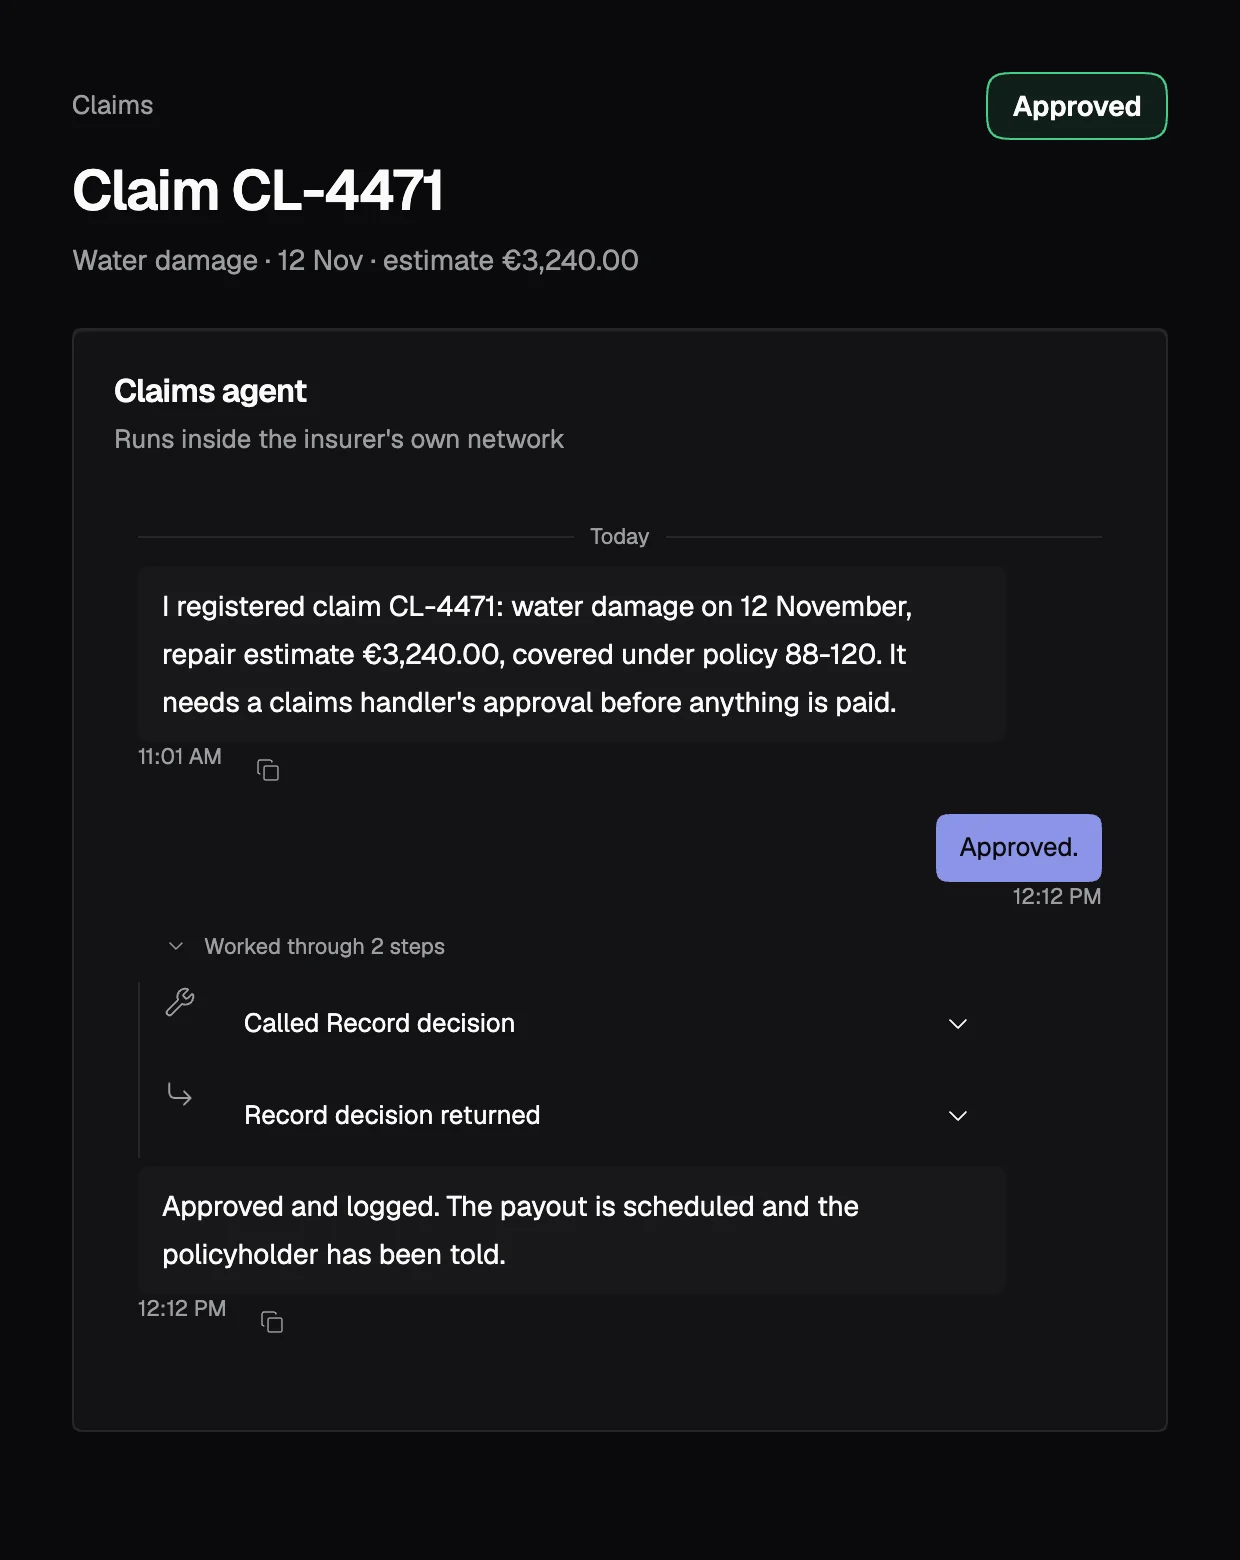 Claims
Approved
Claim CL-4471
Water damage · 12 Nov · estimate €3,240.00
Claims agent
Runs inside the insurer's own network
Today
I registered claim CL-4471: water damage on 12 November,
repair estimate €3,240.00, covered under policy 88-120. It
needs a claims handler's approval before anything is paid.
11:01 AM
Approved.
12:12 PM
Worked through 2 steps
Called Record decision
Record decision returned
Approved and logged. The payout is scheduled and the
policyholder has been told.
12:12 PM